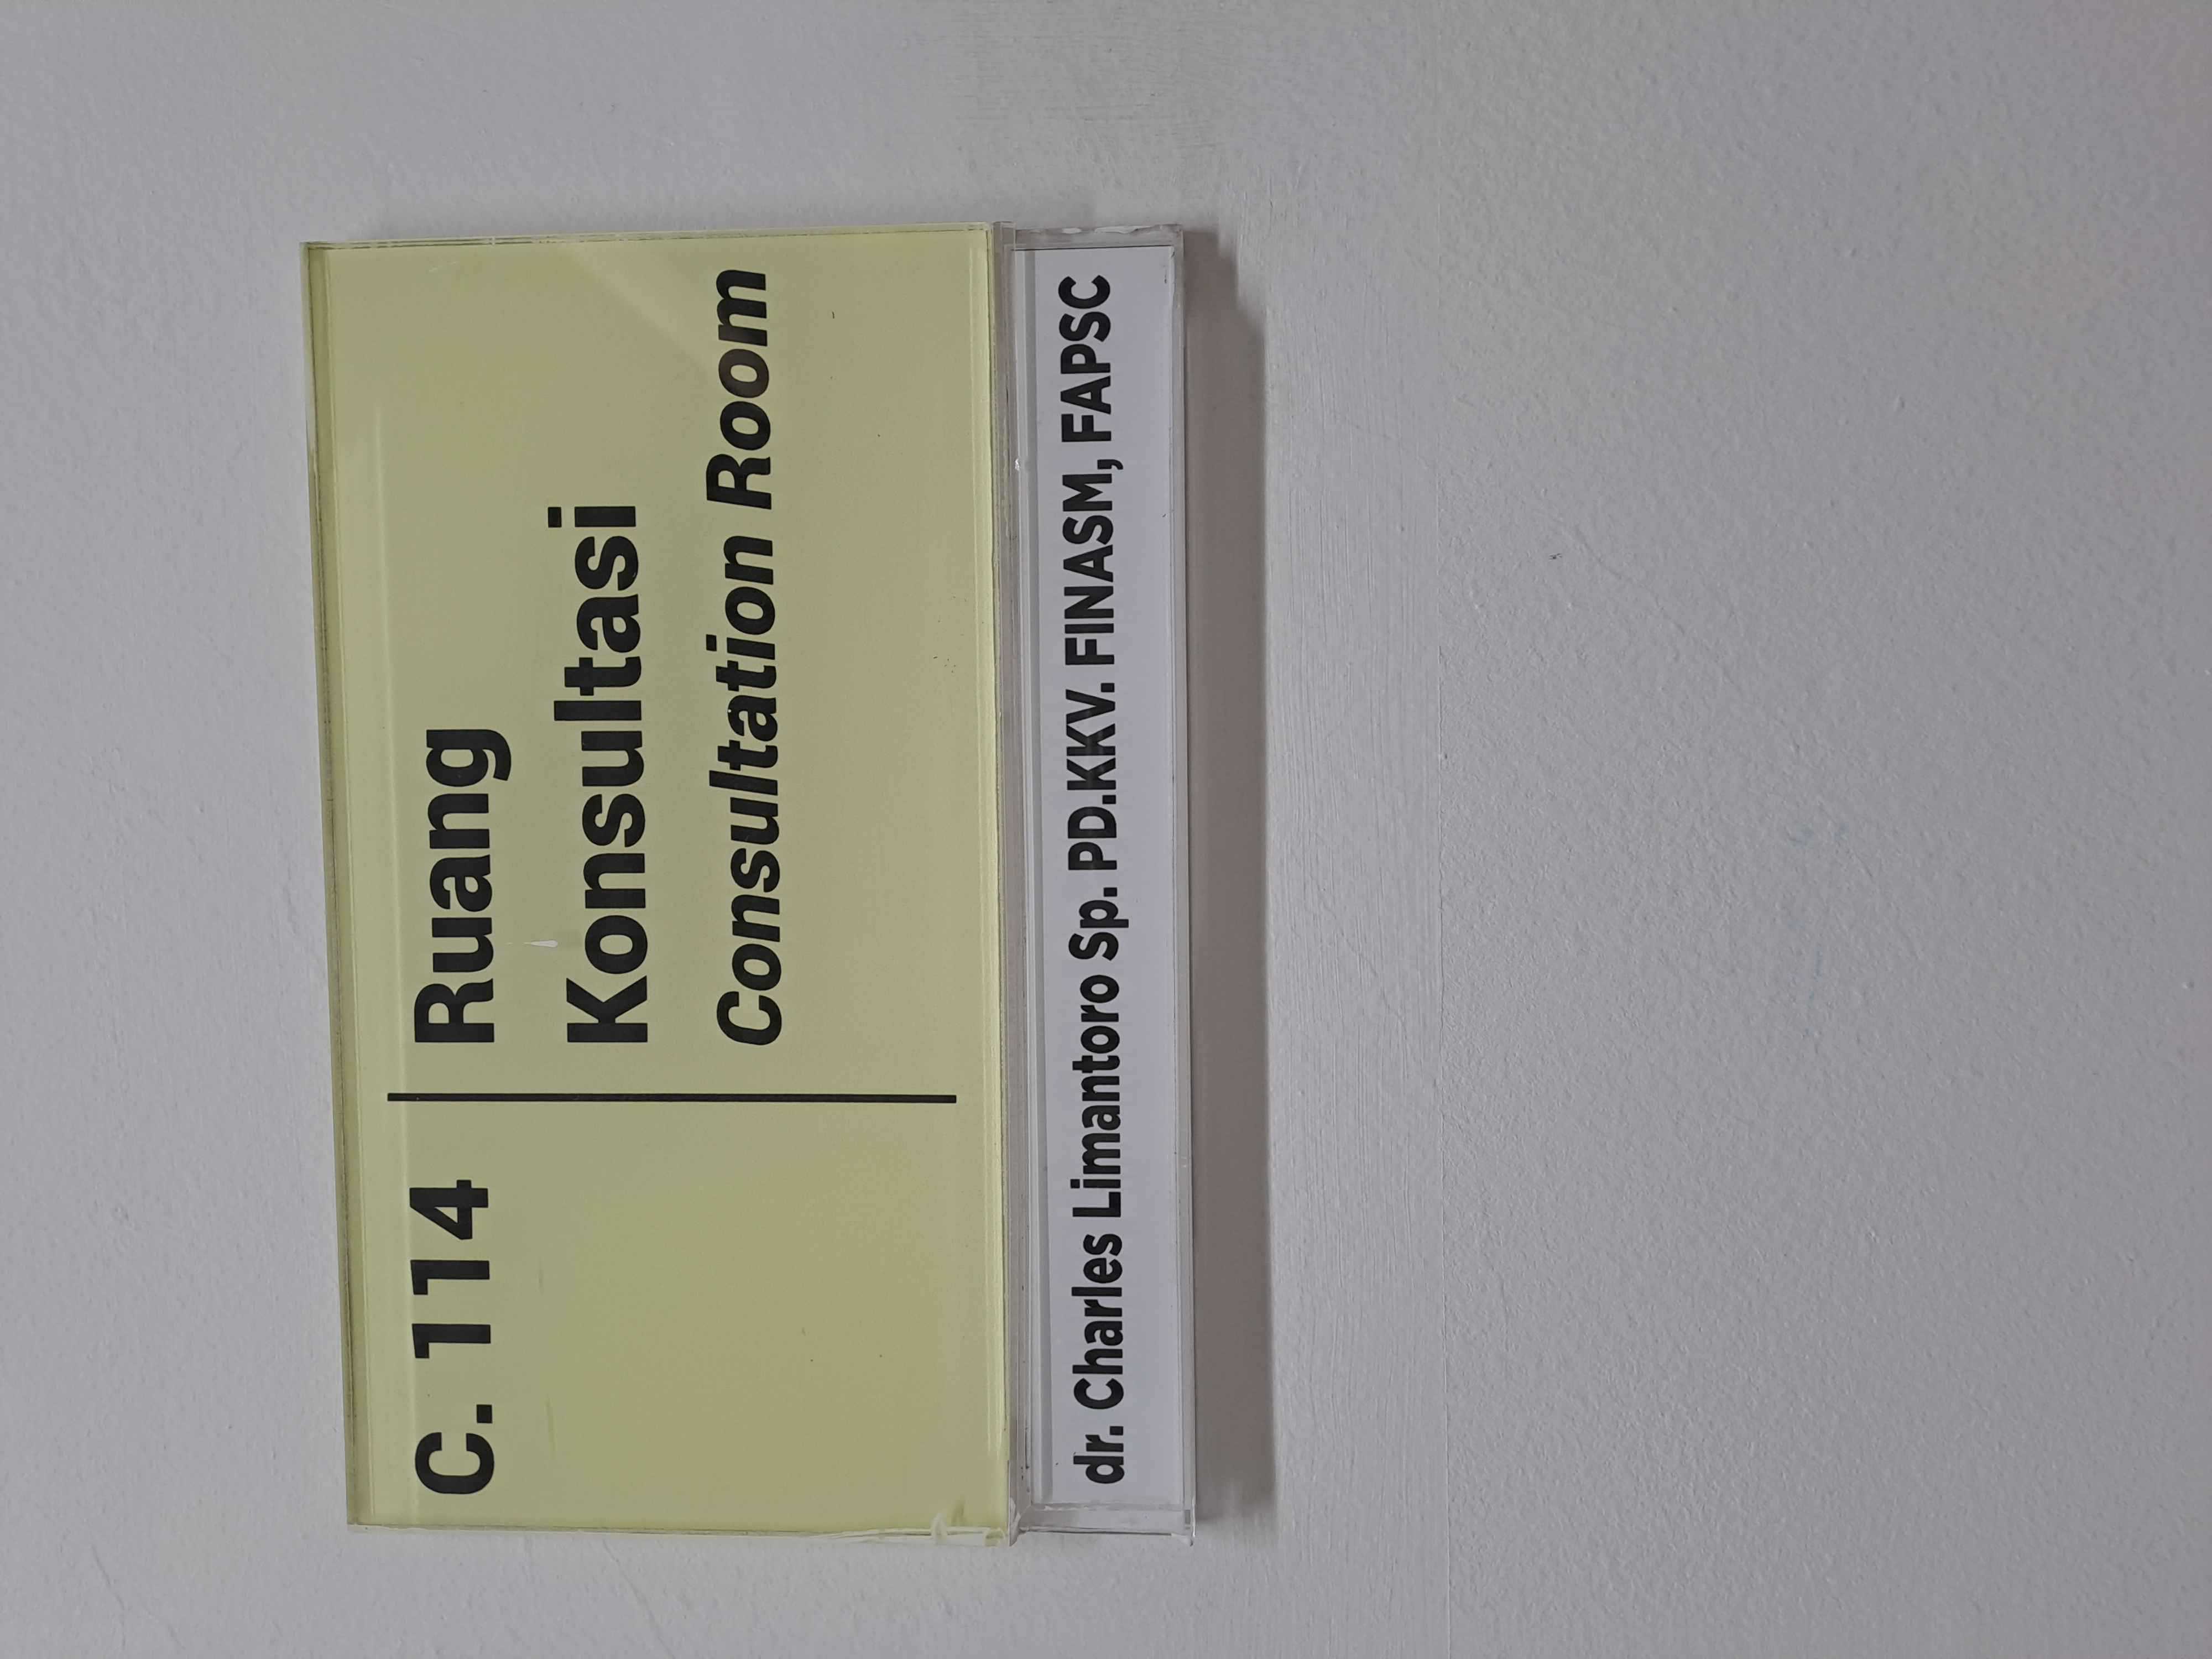 C. 114
Ruang
Konsultasi
Consultation Room
dr. Charles Limantoro Sp. PD.KKV. FINASM, FAPSC